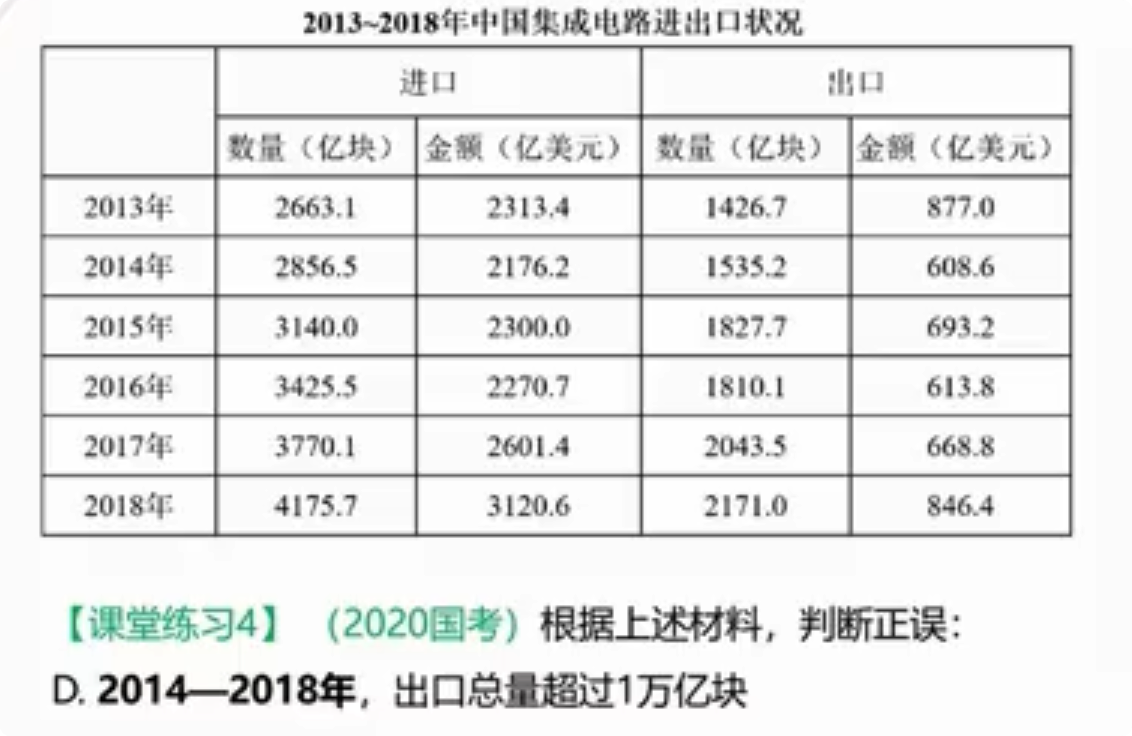 2013~2018年中国集成电路进出口状况
进口 出口
数量（亿块） 金额（亿美元） 数量（亿块） 金额（亿美元）
2013年 2663.1 2313.4 1426.7 877.0
2014年 2856.5 2176.2 1535.2 608.6
2015年 3140.0 2300.0 1827.7 693.2
2016年 3425.5 2270.7 1810.1 613.8
2017年 3770.1 2601.4 2043.5 668.8
2018年 4175.7 3120.6 2171.0 846.4
【课堂练习4】（2020国考）根据上述材料，判断正误：
D. 2014—2018年，出口总量超过1万亿块